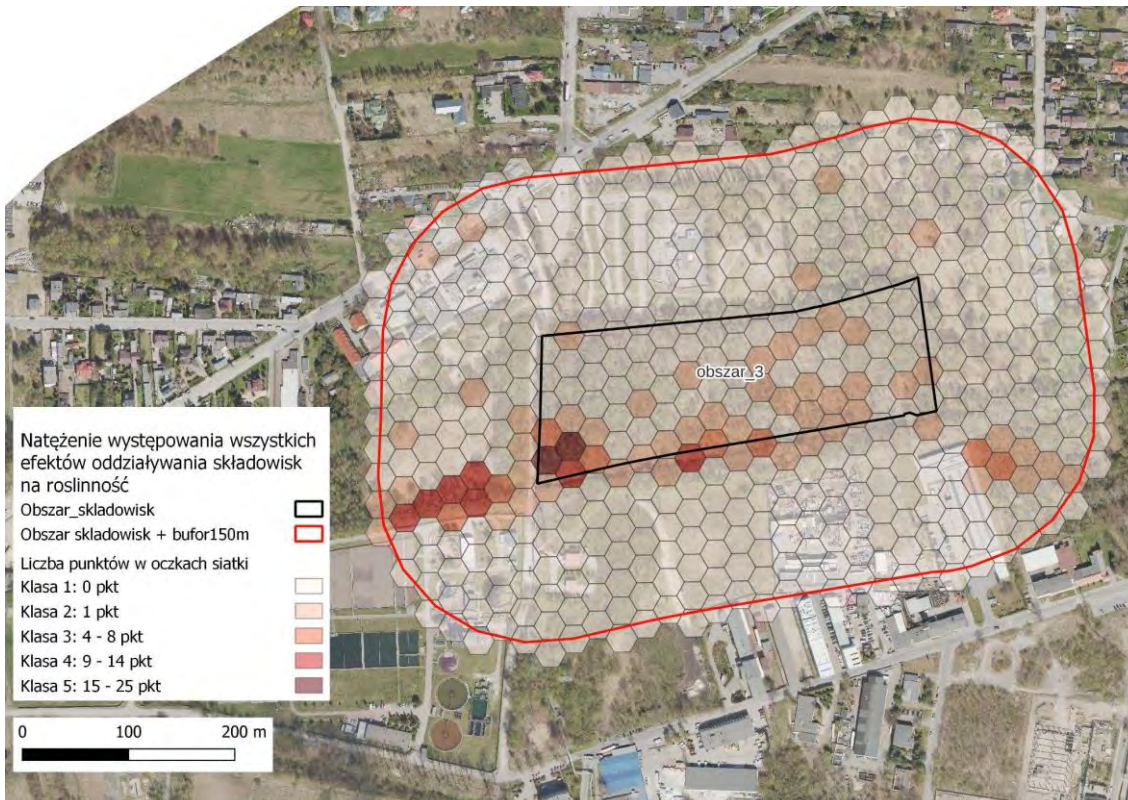 obszar_3
Natężenie występowania wszystkich
efektów oddziaływania składowisk
na roslinność
Obszar_skladowisk
Obszar skladowisk + bufor150m
Liczba punktów w oczkach siatki
Klasa 1: 0 pkt
Klasa 2: 1 pkt
Klasa 3: 4 - 8 pkt
Klasa 4: 9 - 14 pkt
Klasa 5: 15 - 25 pkt
0 100 200 m